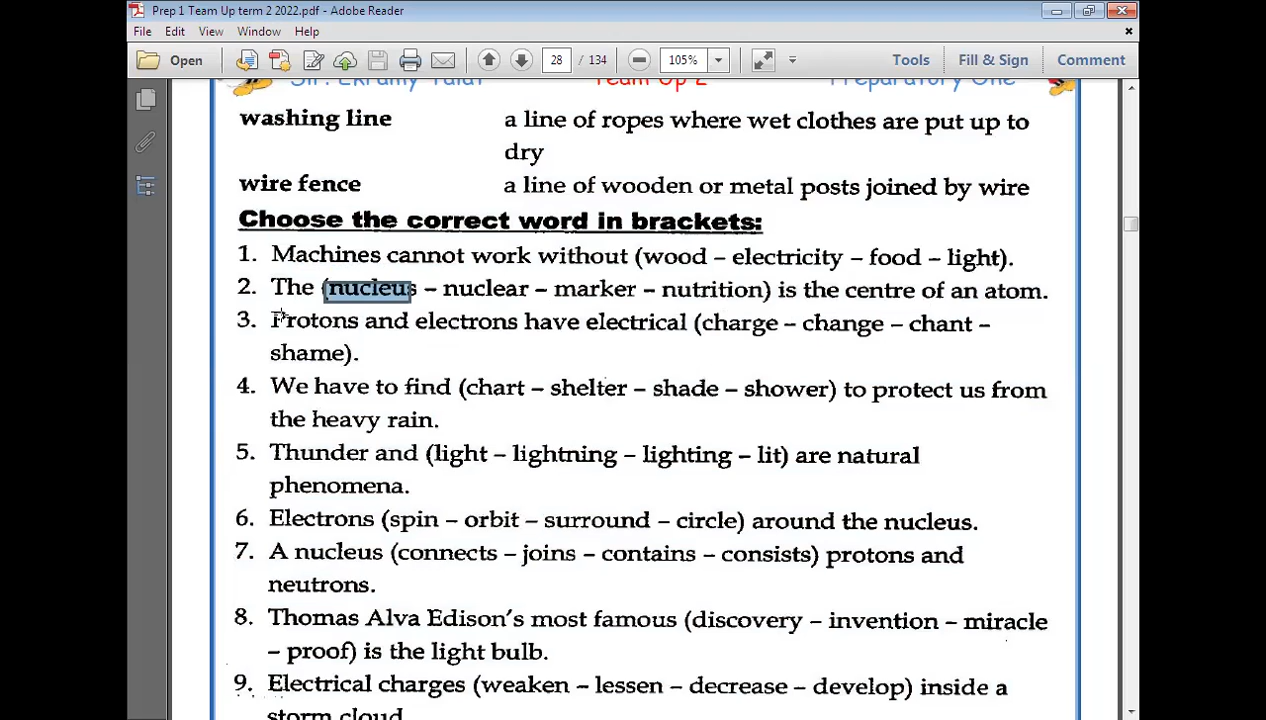 Prep 1 Team Up term 2 2022.pdf - Adobe Reader
File Edit View Window Help
Open 28 / 134 105% Tools Fill & Sign Comment
Team Up 2 Preparatory One
washing line a line of ropes where wet clothes are put up to
dry
wire fence a line of wooden or metal posts joined by wire
Choose the correct word in brackets:
1. Machines cannot work without (wood – electricity – food – light).
2. The (nucleus – nuclear – marker – nutrition) is the centre of an atom.
3. Protons and electrons have electrical (charge – change – chant –
shame).
4. We have to find (chart – shelter – shade – shower) to protect us from
the heavy rain.
5. Thunder and (light – lightning – lighting – lit) are natural
phenomena.
6. Electrons (spin – orbit – surround – circle) around the nucleus.
7. A nucleus (connects – joins – contains – consists) protons and
neutrons.
8. Thomas Alva Edison's most famous (discovery – invention – miracle
– proof) is the light bulb.
9. Electrical charges (weaken – lessen – decrease – develop) inside a
storm cloud